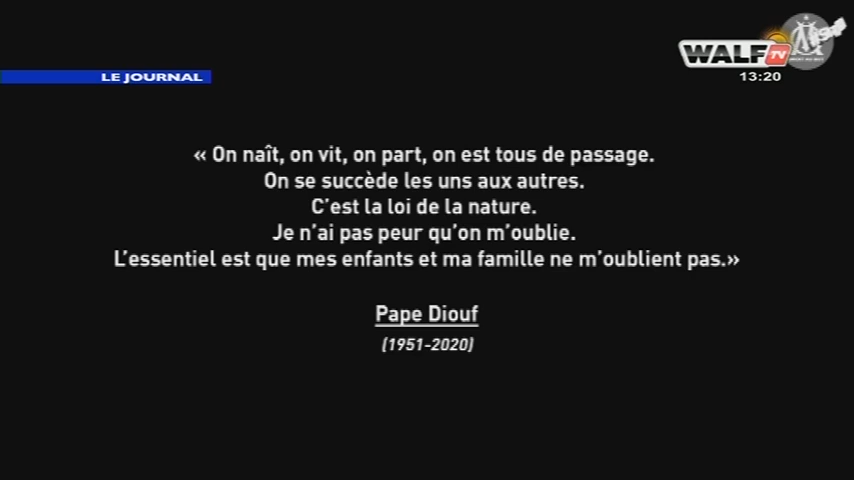 WALF TV
LE JOURNAL
13:20
« On naît, on vit, on part, on est tous de passage.
On se succède les uns aux autres.
C'est la loi de la nature.
Je n'ai pas peur qu'on m'oublie.
L'essentiel est que mes enfants et ma famille ne m'oublient pas.»
Pape Diouf
(1951-2020)